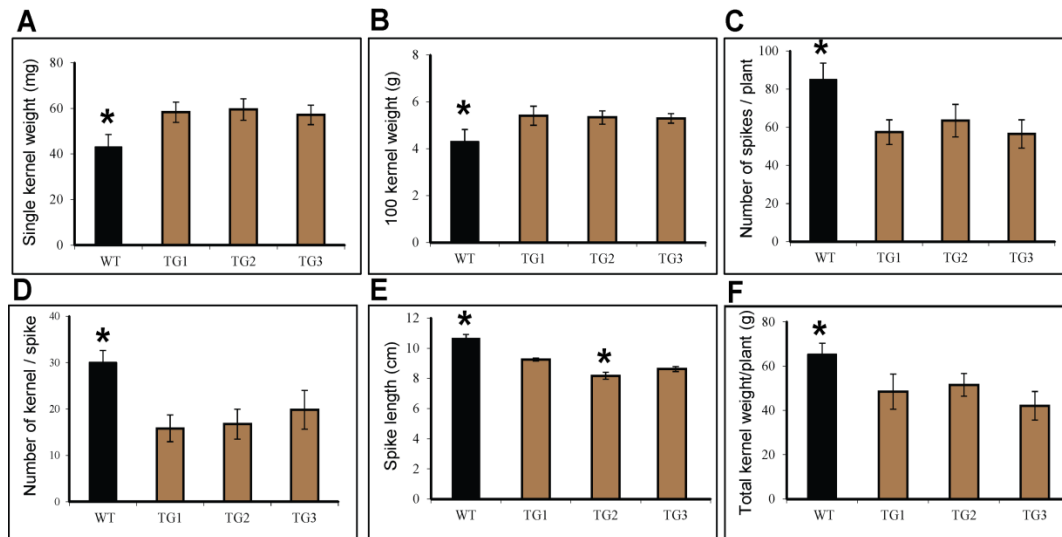 A
Single kernel weight (mg)
80
60
40
20
0
*
WT TG1 TG2 TG3
B
100 kernel weight (g)
8
6
4
2
0
*
WT TG1 TG2 TG3
C
Number of spikes / plant
100
80
60
40
20
0
*
WT TG1 TG2 TG3
D
Number of kernel / spike
40
30
20
10
0
*
WT TG1 TG2 TG3
E
Spike length (cm)
12
10
8
6
4
2
0
* *
WT TG1 TG2 TG3
F
Total kernel weight/plant (g)
80
60
40
20
0
*
WT TG1 TG2 TG3